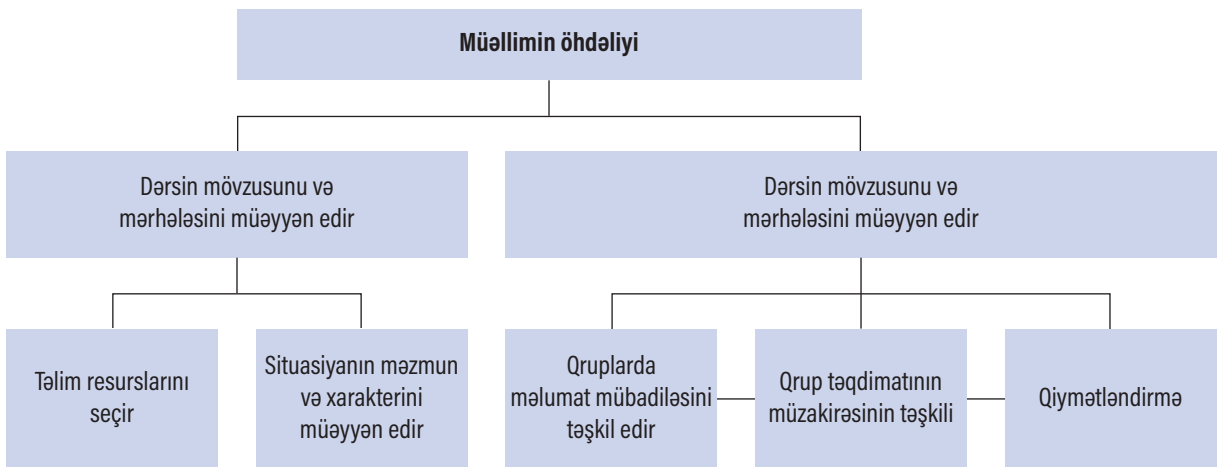 Müəllimin öhdəliyi
Dərsin mövzusunu və
mərhələsini müəyyən edir
Dərsin mövzusunu və
mərhələsini müəyyən edir
Təlim resurslarını
seçir
Situasiyanın məzmun
və xarakterini
müəyyən edir
Qruplarda
məlumat mübadiləsini
təşkil edir
Qrup təqdimatının
müzakirəsinin təşkili
Qiymətləndirmə